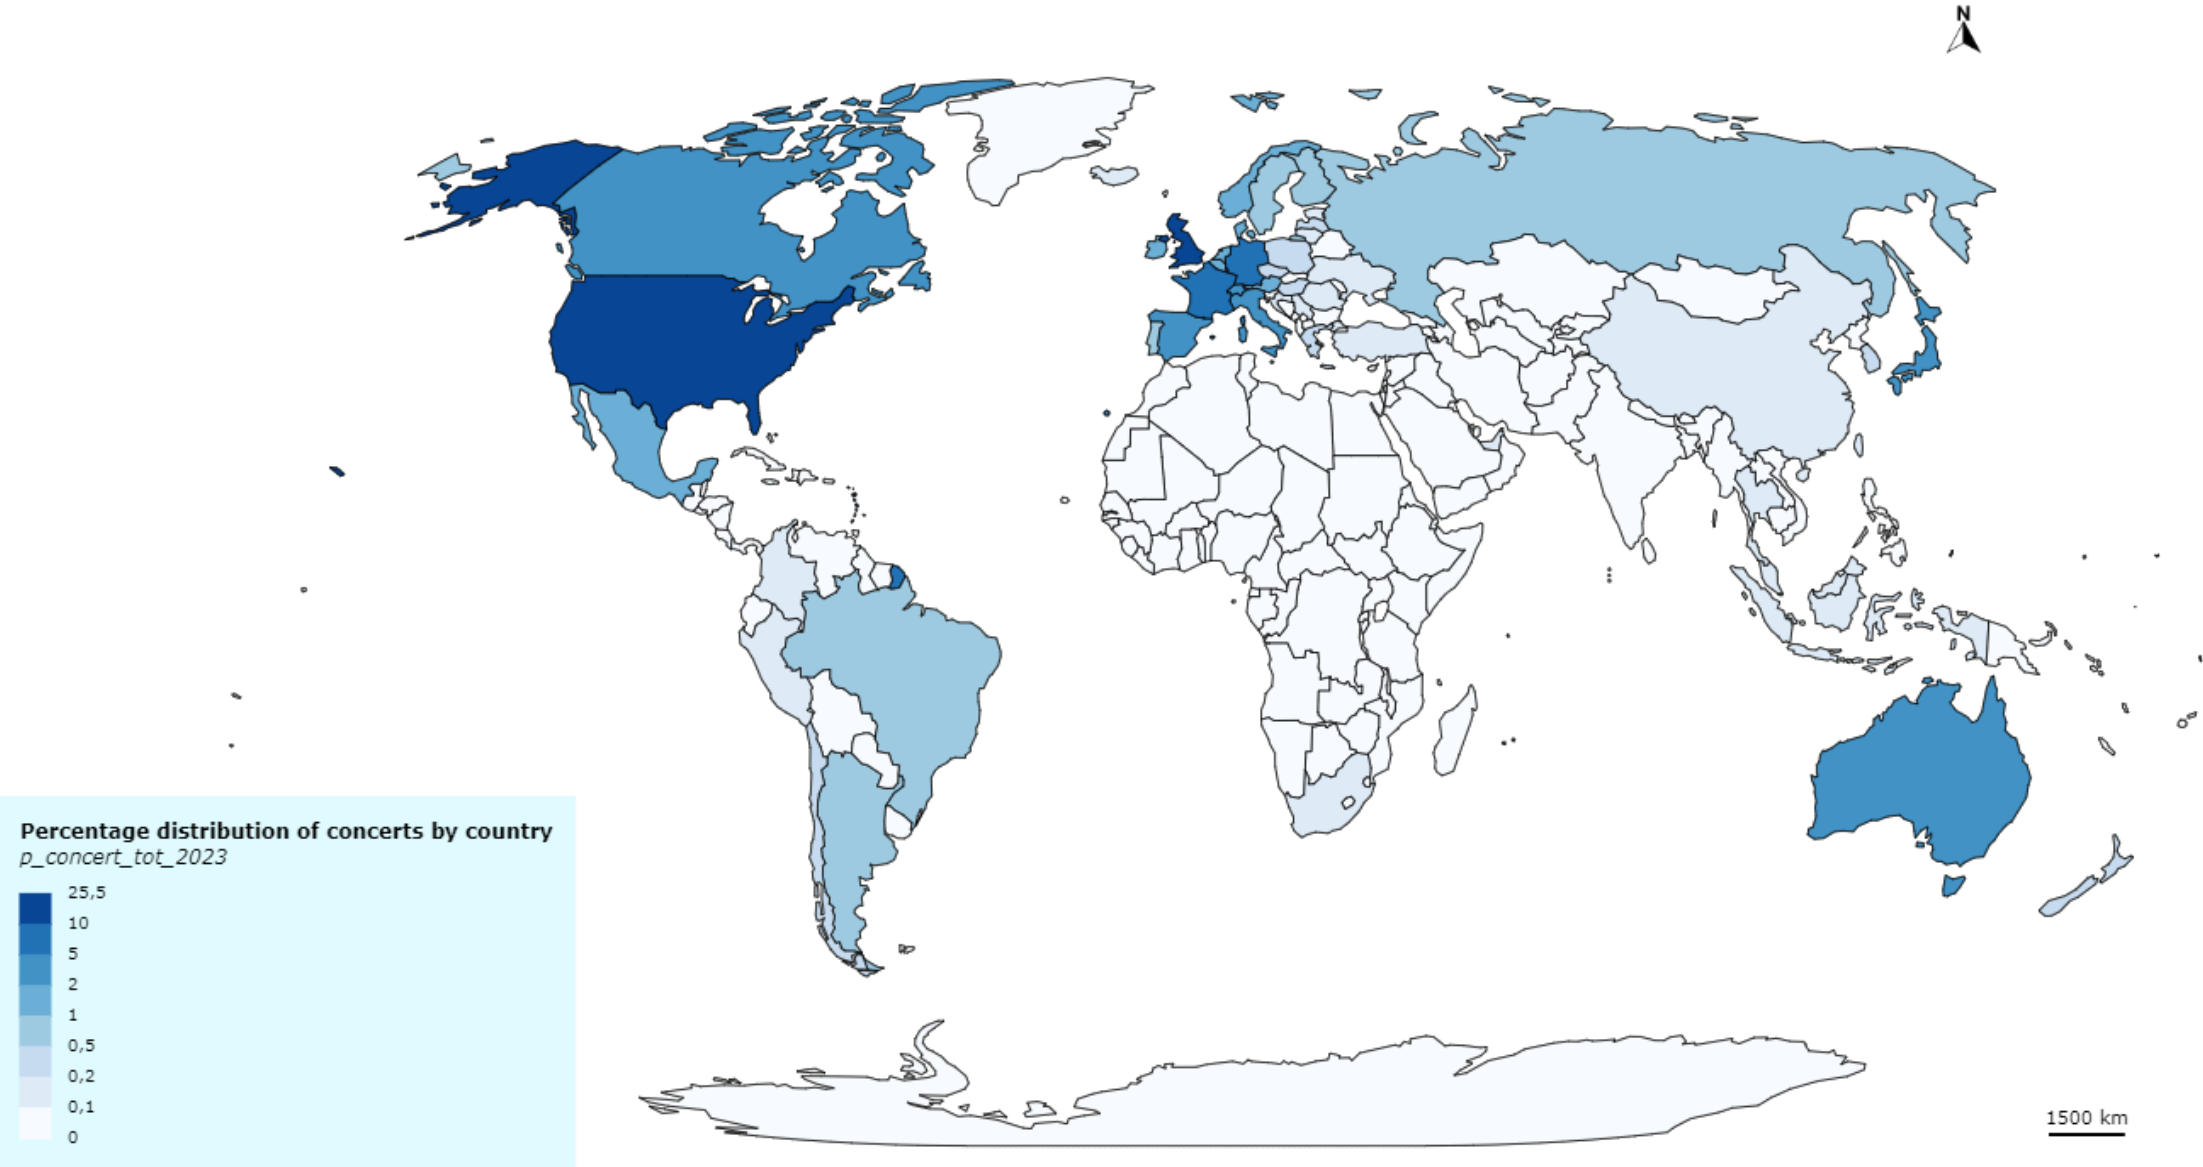 N
Percentage distribution of concerts by country
p_concert_tot_2023
25,5
10
5
2
1
0,5
0,2
0,1
0
1500 km